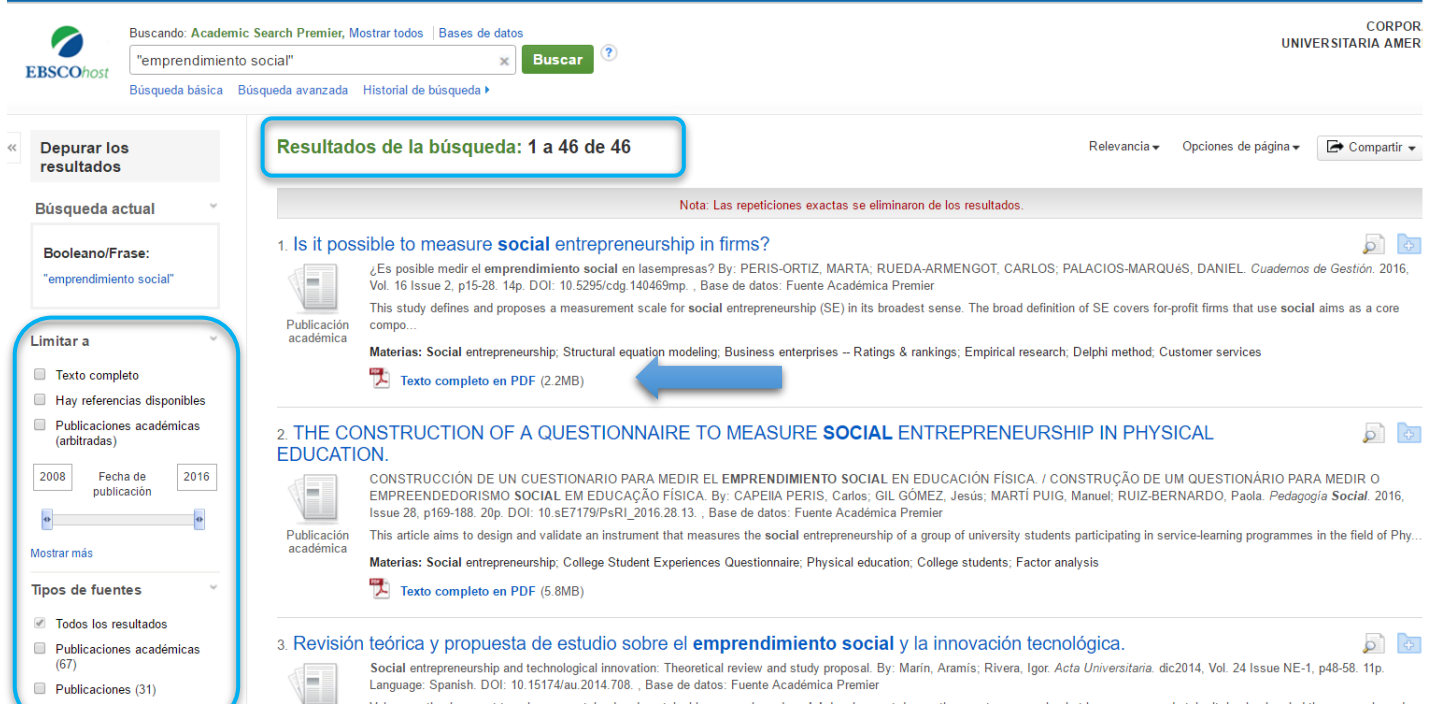 Buscando: Academic Search Premier, Mostrar todos | Bases de datos
"emprendimiento social" × Buscar ?
EBSCOhost
Búsqueda básica Búsqueda avanzada Historial de búsqueda
CORPOR
UNIVERSITARIA AMER
«
Depurar los
resultados
Búsqueda actual
Booleano/Frase:
"emprendimiento social"
Limitar a
Texto completo
Hay referencias disponibles
Publicaciones académicas
(arbitradas)
2008 Fecha de 2016
publicación
Mostrar más
Tipos de fuentes
Todos los resultados
Publicaciones académicas
(67)
Publicaciones (31)
Resultados de la búsqueda: 1 a 46 de 46
Relevancia Opciones de página Compartir
Nota: Las repeticiones exactas se eliminaron de los resultados.
1. Is it possible to measure social entrepreneurship in firms?
¿Es posible medir el emprendimiento social en lasempresas? By: PERIS-ORTIZ, MARTA; RUEDA-ARMENGOT, CARLOS; PALACIOS-MARQUéS, DANIEL. Cuadernos de Gestión. 2016,
Vol. 16 Issue 2, p15-28. 14p. DOI: 10.5295/cdg.140469mp. , Base de datos: Fuente Académica Premier
This study defines and proposes a measurement scale for social entrepreneurship (SE) in its broadest sense. The broad definition of SE covers for-profit firms that use social aims as a core
compo...
Publicación
académica
Materias: Social entrepreneurship; Structural equation modeling; Business enterprises -- Ratings & rankings; Empirical research; Delphi method; Customer services
PDF Texto completo en PDF (2.2MB)
2. THE CONSTRUCTION OF A QUESTIONNAIRE TO MEASURE SOCIAL ENTREPRENEURSHIP IN PHYSICAL
EDUCATION.
CONSTRUCCIÓN DE UN CUESTIONARIO PARA MEDIR EL EMPRENDIMIENTO SOCIAL EN EDUCACIÓN FÍSICA. / CONSTRUÇÃO DE UM QUESTIONÁRIO PARA MEDIR O
EMPREENDEDORISMO SOCIAL EM EDUCAÇÃO FÍSICA. By: CAPEllA PERIS, Carlos; GIL GÓMEZ, Jesús; MARTÍ PUIG, Manuel; RUIZ-BERNARDO, Paola. Pedagogía Social. 2016,
Issue 28, p169-188. 20p. DOI: 10.sE7179/PsRI_2016.28.13. , Base de datos: Fuente Académica Premier
Publicación
académica
This article aims to design and validate an instrument that measures the social entrepreneurship of a group of university students participating in service-learning programmes in the field of Phy...
Materias: Social entrepreneurship; College Student Experiences Questionnaire; Physical education; College students; Factor analysis
PDF Texto completo en PDF (5.8MB)
3. Revisión teórica y propuesta de estudio sobre el emprendimiento social y la innovación tecnológica.
Social entrepreneurship and technological innovation: Theoretical review and study proposal. By: Marín, Aramís; Rivera, Igor. Acta Universitaria. dic2014, Vol. 24 Issue NE-1, p48-58. 11p.
Language: Spanish. DOI: 10.15174/au.2014.708. , Base de datos: Fuente Académica Premier